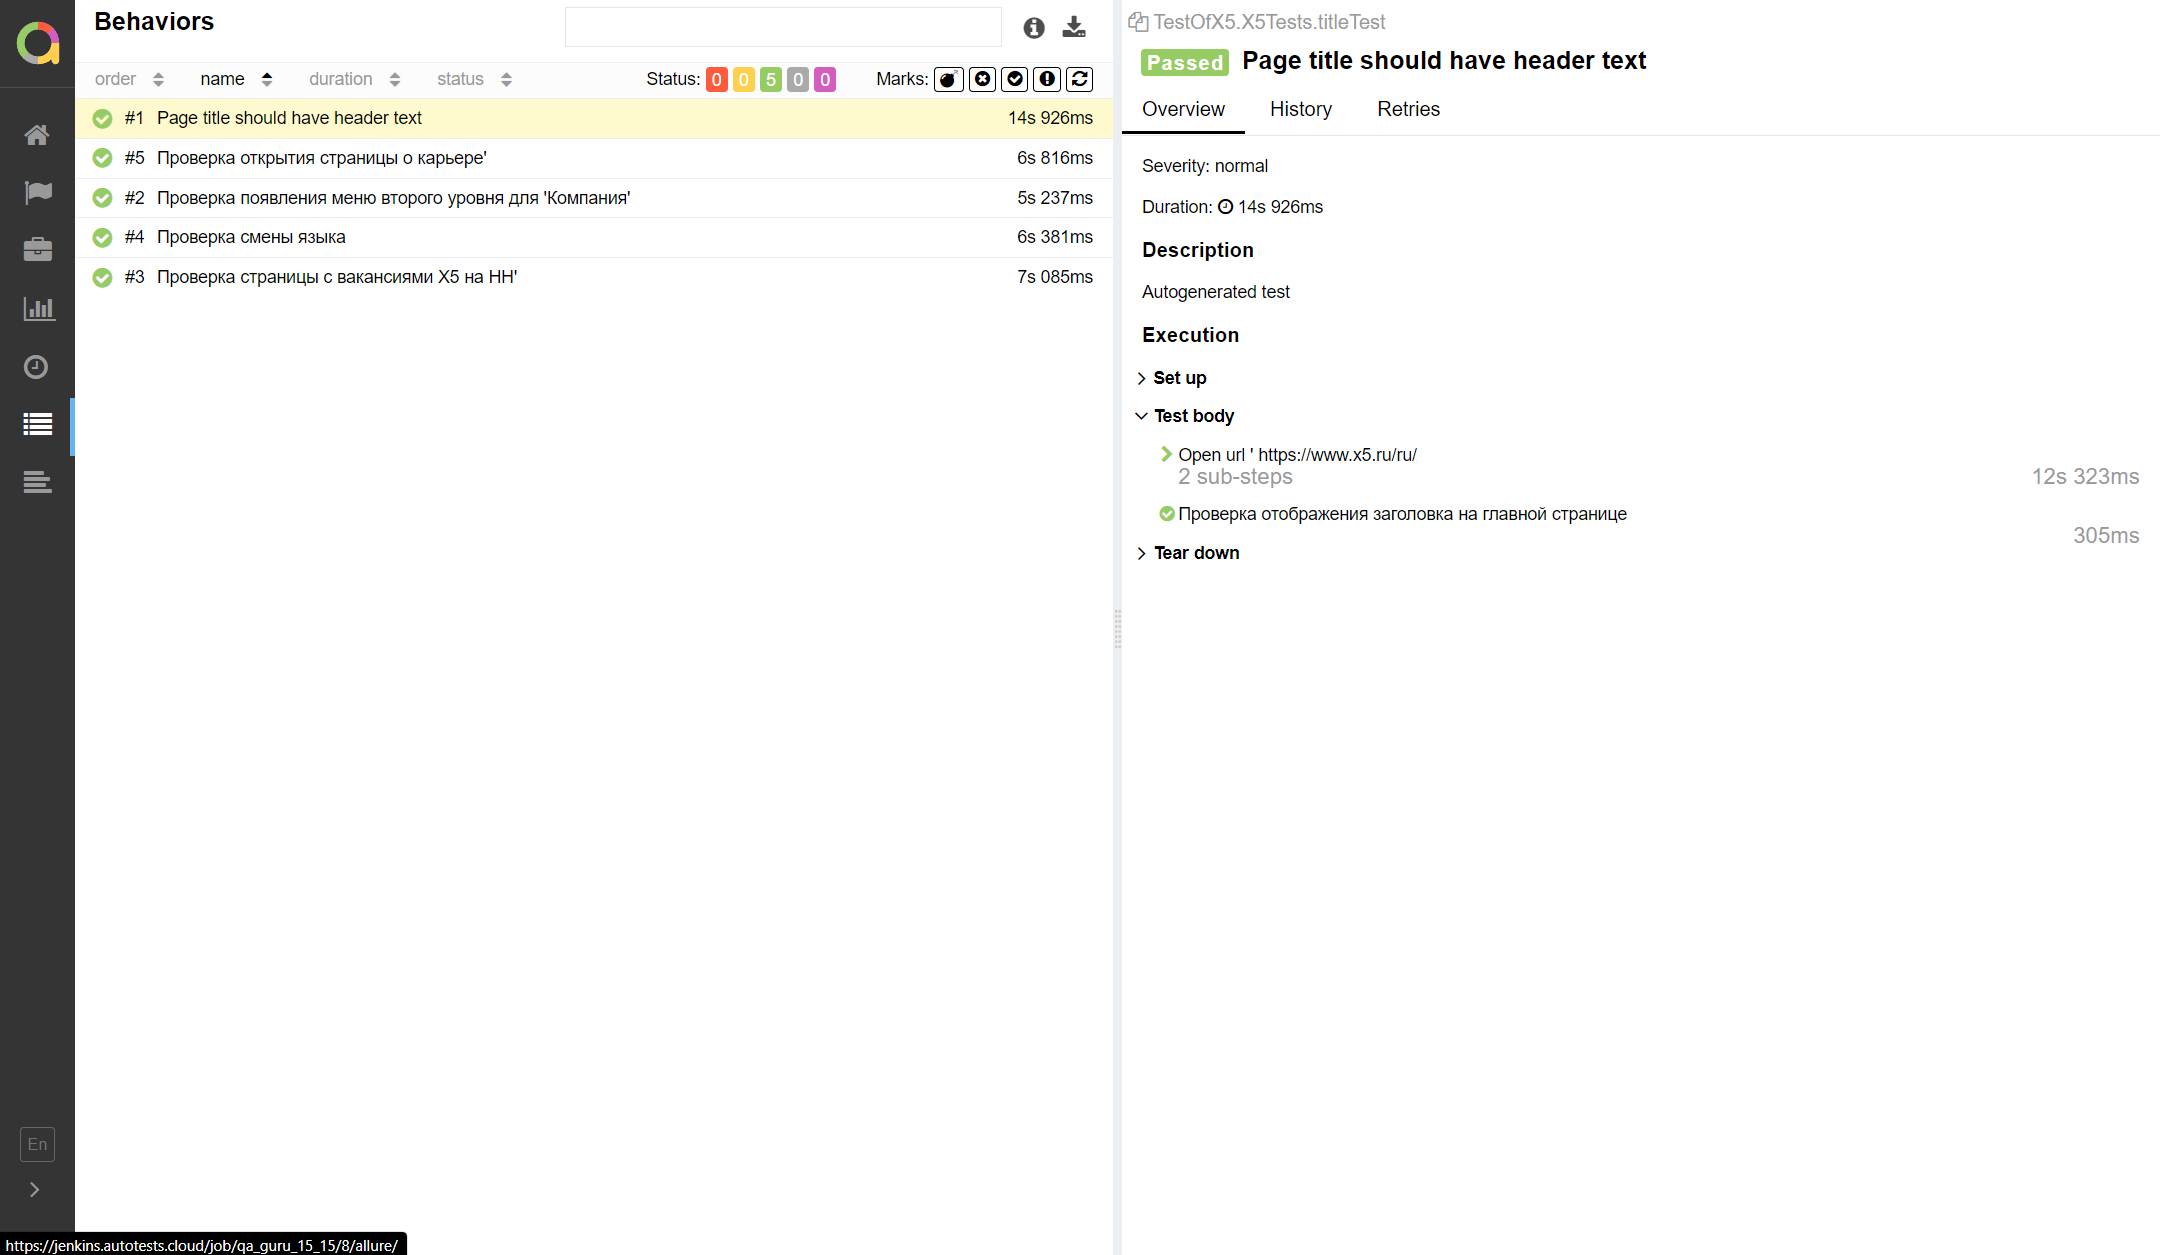 Behaviors
order name duration status Status: 0 0 5 0 0 Marks:
#1 Page title should have header text 14s 926ms
#5 Проверка открытия страницы о карьере' 6s 816ms
#2 Проверка появления меню второго уровня для 'Компания' 5s 237ms
#4 Проверка смены языка 6s 381ms
#3 Проверка страницы с вакансиями X5 на HH' 7s 085ms
En
https://jenkins.autotests.cloud/job/qa_guru_15_15/8/allure/
TestOfX5.X5Tests.titleTest
Passed Page title should have header text
Overview History Retries
Severity: normal
Duration: 14s 926ms
Description
Autogenerated test
Execution
Set up
Test body
Open url ' https://www.x5.ru/ru/
2 sub-steps 12s 323ms
Проверка отображения заголовка на главной странице
305ms
Tear down